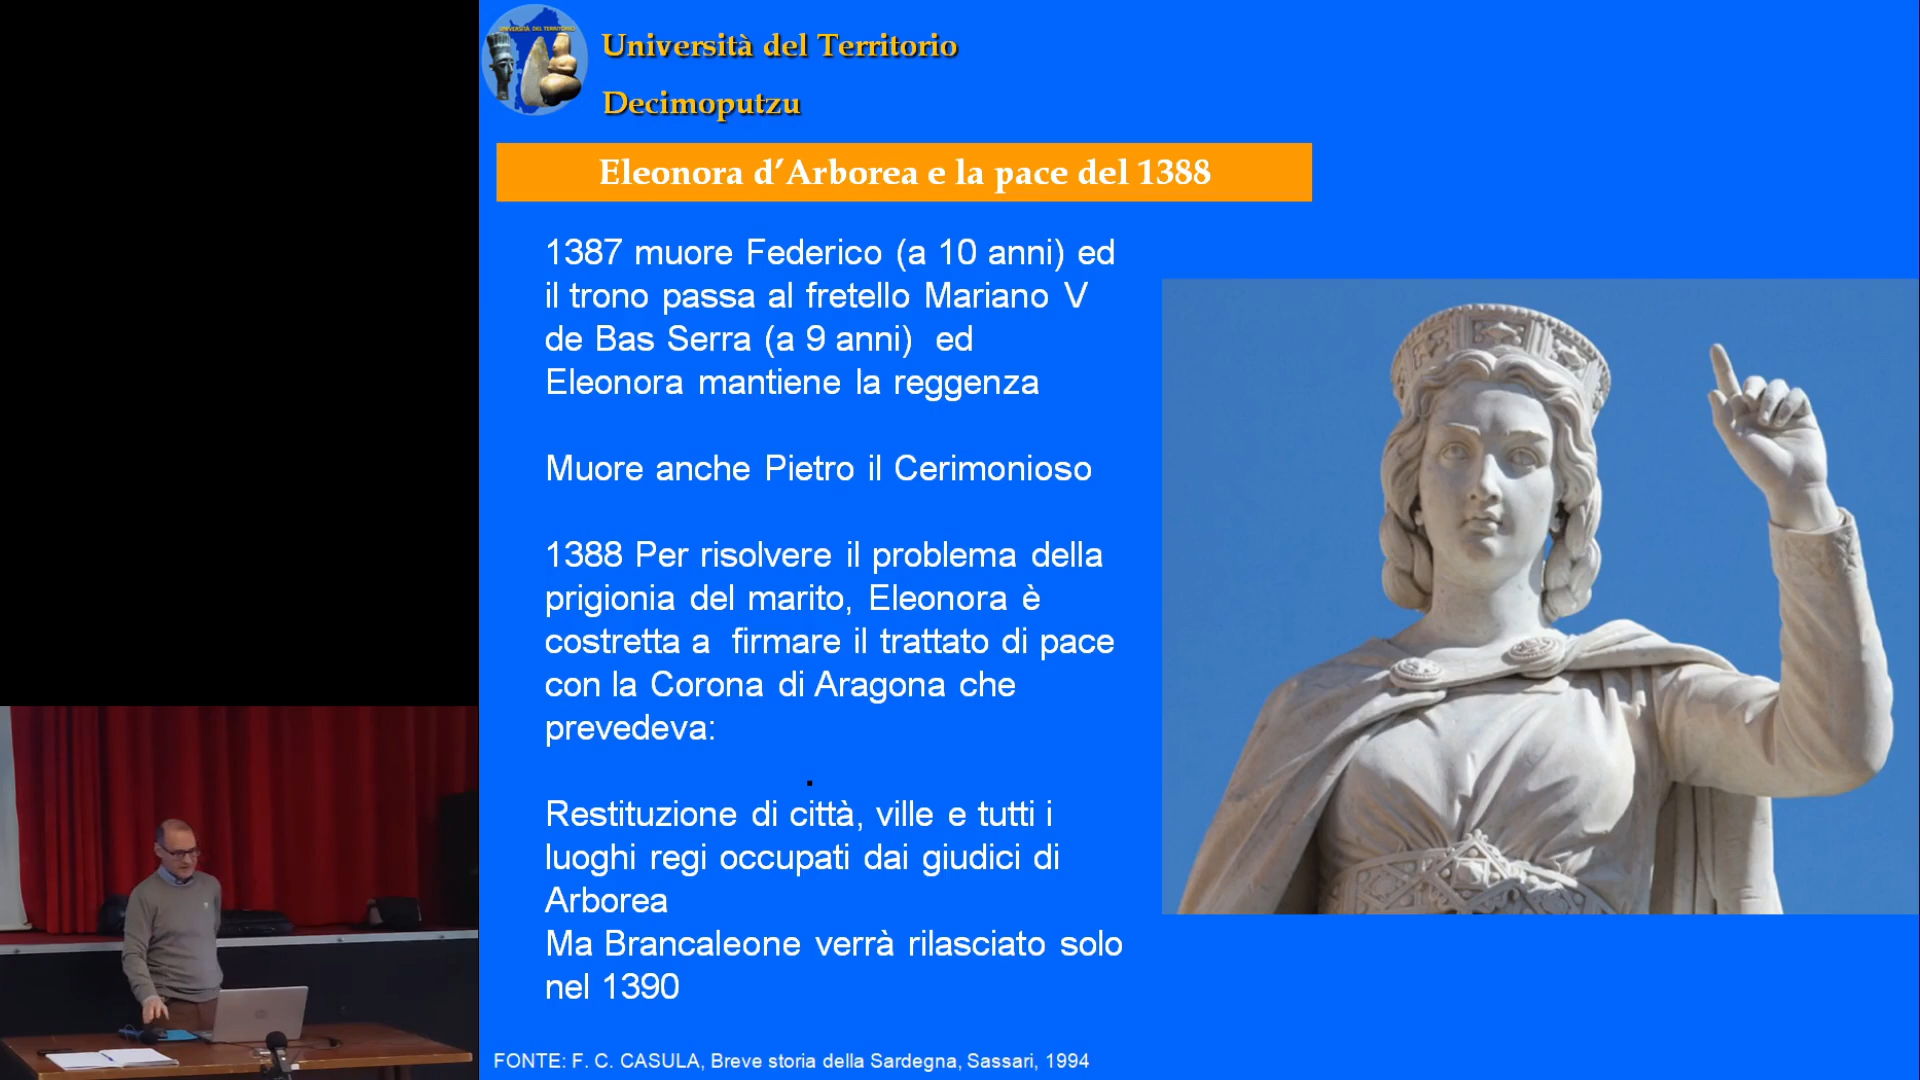 UNIVERSITÀ DEL TERRITORIO
Università del Territorio
Decimoputzu
Eleonora d’Arborea e la pace del 1388
1387 muore Federico (a 10 anni) ed
il trono passa al fretello Mariano V
de Bas Serra (a 9 anni) ed
Eleonora mantiene la reggenza
Muore anche Pietro il Cerimonioso
1388 Per risolvere il problema della
prigionia del marito, Eleonora è
costretta a firmare il trattato di pace
con la Corona di Aragona che
prevedeva:
Restituzione di città, ville e tutti i
luoghi regi occupati dai giudici di
Arborea
Ma Brancaleone verrà rilasciato solo
nel 1390
FONTE: F. C. CASULA, Breve storia della Sardegna, Sassari, 1994